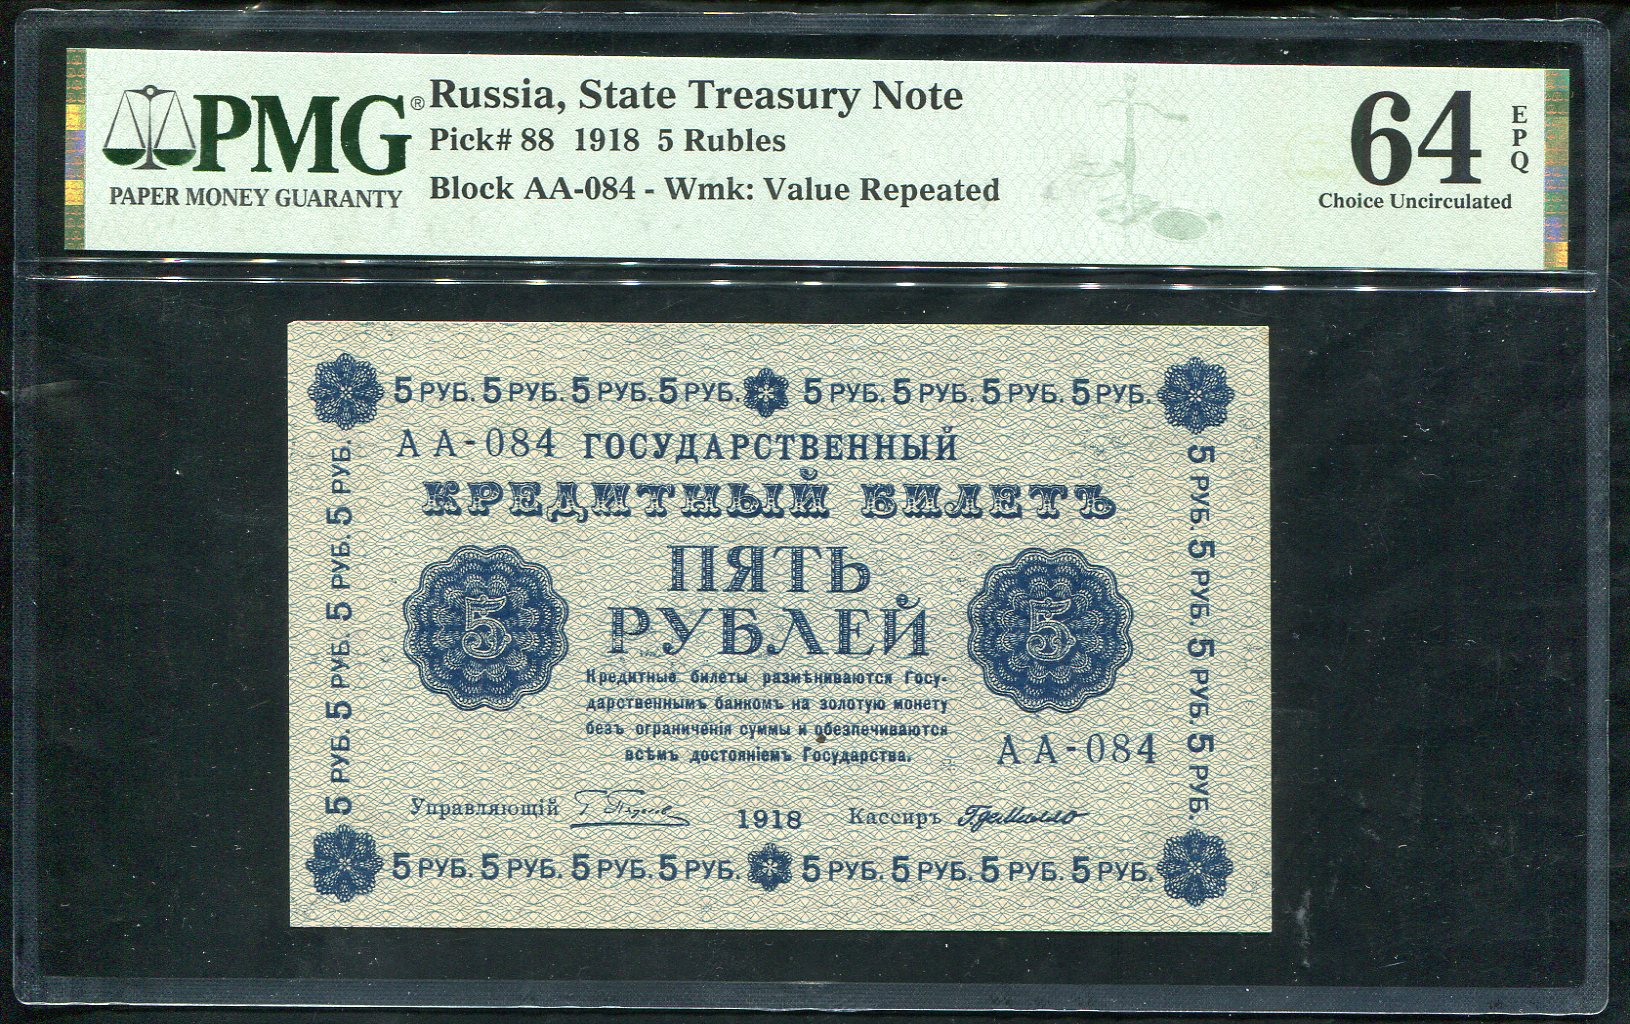 PMG®
PAPER MONEY GUARANTY
Russia, State Treasury Note
Pick# 88 1918 5 Rubles
Block AA-084 - Wmk: Value Repeated
64
EPQ
Choice Uncirculated
5 РУБ. 5 РУБ. 5 РУБ. 5 РУБ. 5 РУБ. 5 РУБ. 5 РУБ. 5 РУБ.
АА-084 ГОСУДАРСТВЕННЫЙ
КРЕДИТНЫЙ БИЛЕТЪ
ПЯТЬ
РУБЛЕЙ
5
5
Кредитные билеты размѣниваются Госу-
дарственнымъ банкомъ на золотую монету
безъ ограниченія суммы и обезпечиваются
всѣмъ достояніемъ Государства.
АА-084
Управляющій
1918
Кассиръ
5 РУБ. 5 РУБ. 5 РУБ. 5 РУБ.
5 РУБ. 5 РУБ. 5 РУБ. 5 РУБ.
5 РУБ. 5 РУБ. 5 РУБ. 5 РУБ. 5 РУБ. 5 РУБ. 5 РУБ. 5 РУБ.